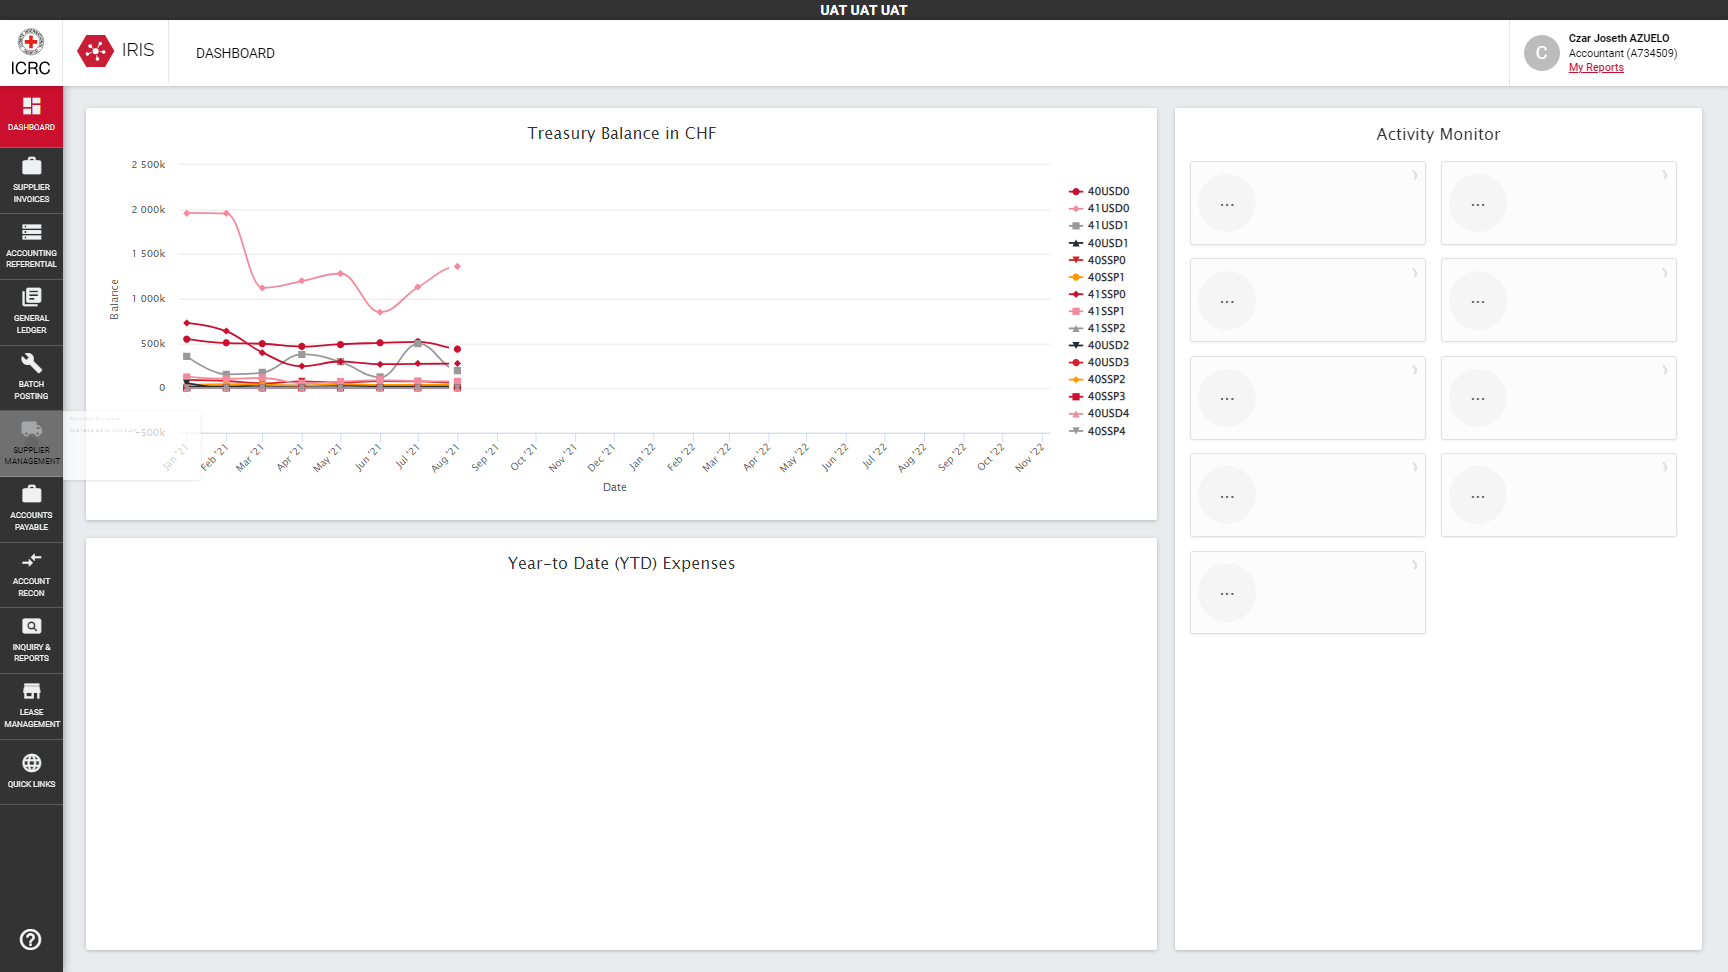 UAT UAT UAT
ICRC
IRIS
DASHBOARD
C
Czar Joseth AZUELO
Accountant (A734509)
My Reports
DASHBOARD
SUPPLIER
INVOICES
ACCOUNTING
REFERENTIAL
GENERAL
LEDGER
BATCH
POSTING
SUPPLIER
MANAGEMENT
ACCOUNTS
PAYABLE
ACCOUNT
RECON
INQUIRY &
REPORTS
LEASE
MANAGEMENT
QUICK LINKS
Treasury Balance in CHF
Balance
2 500k
2 000k
1 500k
1 000k
500k
0
-500k
Jan '21
Feb '21
Mar '21
Apr '21
May '21
Jun '21
Jul '21
Aug '21
Sep '21
Oct '21
Nov '21
Dec '21
Jan '22
Feb '22
Mar '22
Apr '22
May '22
Jun '22
Jul '22
Aug '22
Sep '22
Oct '22
Nov '22
Date
40USD0
41USD0
41USD1
40USD1
40SSP0
40SSP1
41SSP0
41SSP1
41SSP2
40USD2
40USD3
40SSP2
40SSP3
40USD4
40SSP4
Year-to Date (YTD) Expenses
Activity Monitor
...
...
...
...
...
...
...
...
...